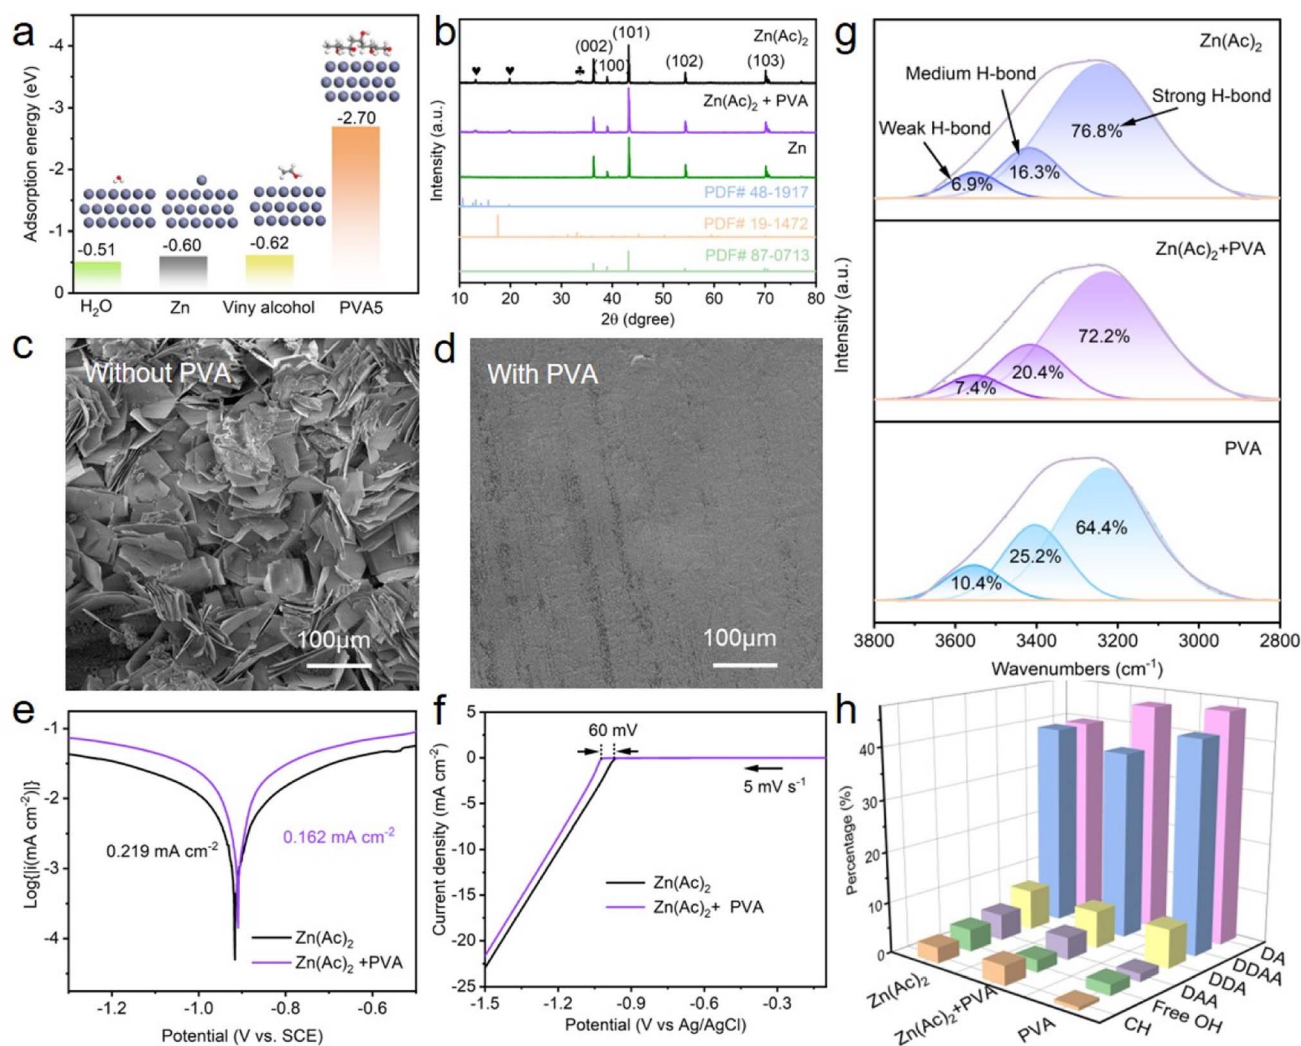 a
Adsorption energy (eV)
-4
-3
-2
-1
0
-0.51
-0.60
-0.62
-2.70
H₂O
Zn
Viny alcohol
PVA5
b
Intensity (a.u.)
(002)
(100)
(101)
(102)
(103)
♥
♥
♣
Zn(Ac)₂
Zn(Ac)₂ + PVA
Zn
PDF# 48-1917
PDF# 19-1472
PDF# 87-0713
10 20 30 40 50 60 70 80
2θ (dgree)
c
Without PVA
100μm
d
With PVA
100μm
e
Log{|i(mA cm⁻²)|}
-1
-2
-3
-4
0.219 mA cm⁻²
0.162 mA cm⁻²
Zn(Ac)₂
Zn(Ac)₂ +PVA
-1.2 -1.0 -0.8 -0.6
Potential (V vs. SCE)
f
Current density (mA cm⁻²)
5
0
-5
-10
-15
-20
-25
60 mV
5 mV s⁻¹
Zn(Ac)₂
Zn(Ac)₂+ PVA
-1.5 -1.2 -0.9 -0.6 -0.3
Potential (V vs Ag/AgCl)
g
Intensity (a.u.)
Zn(Ac)₂
Medium H-bond
Strong H-bond
Weak H-bond
76.8%
16.3%
6.9%
Zn(Ac)₂+PVA
72.2%
20.4%
7.4%
PVA
64.4%
25.2%
10.4%
3800 3600 3400 3200 3000 2800
Wavenumbers (cm⁻¹)
h
Percentage (%)
40
30
20
10
0
Zn(Ac)₂
Zn(Ac)₂+PVA
PVA
CH
Free OH
DAA
DDA
DDAA
DA